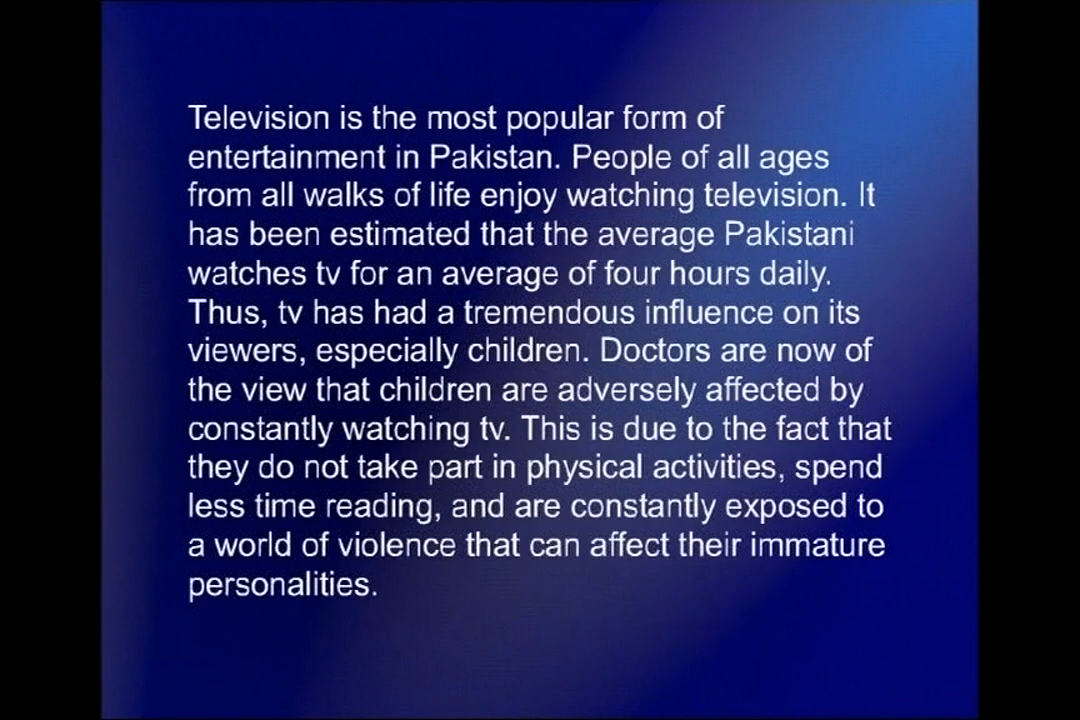 Television is the most popular form of
entertainment in Pakistan. People of all ages
from all walks of life enjoy watching television. It
has been estimated that the average Pakistani
watches tv for an average of four hours daily.
Thus, tv has had a tremendous influence on its
viewers, especially children. Doctors are now of
the view that children are adversely affected by
constantly watching tv. This is due to the fact that
they do not take part in physical activities, spend
less time reading, and are constantly exposed to
a world of violence that can affect their immature
personalities.